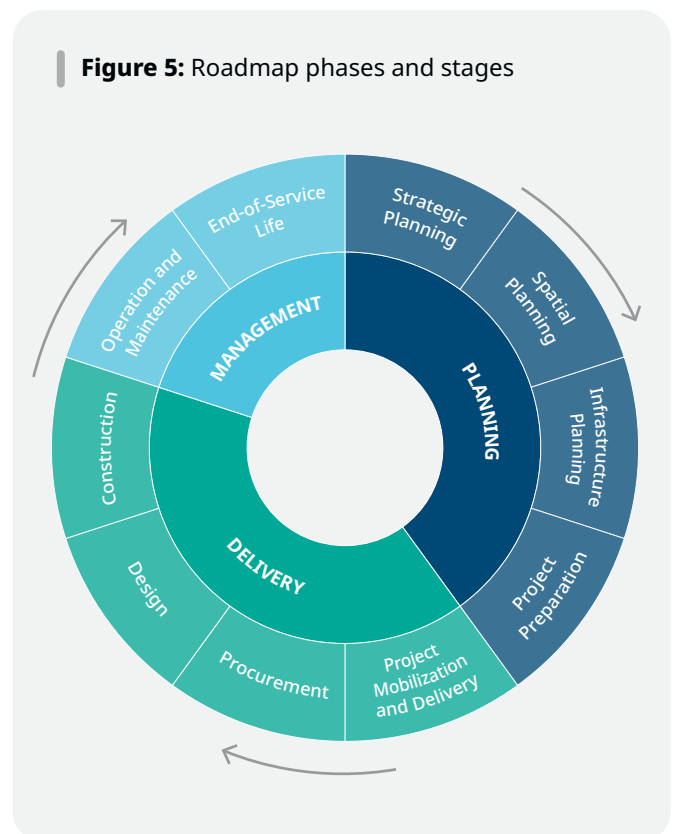 Figure 5: Roadmap phases and stages
Strategic
Planning
Spatial
Planning
Infrastructure
Planning
Project
Preparation
Project
Mobilization
and Delivery
Procurement
Design
Construction
Operation and
Maintenance
End-of-Service
Life
PLANNING
DELIVERY
MANAGEMENT